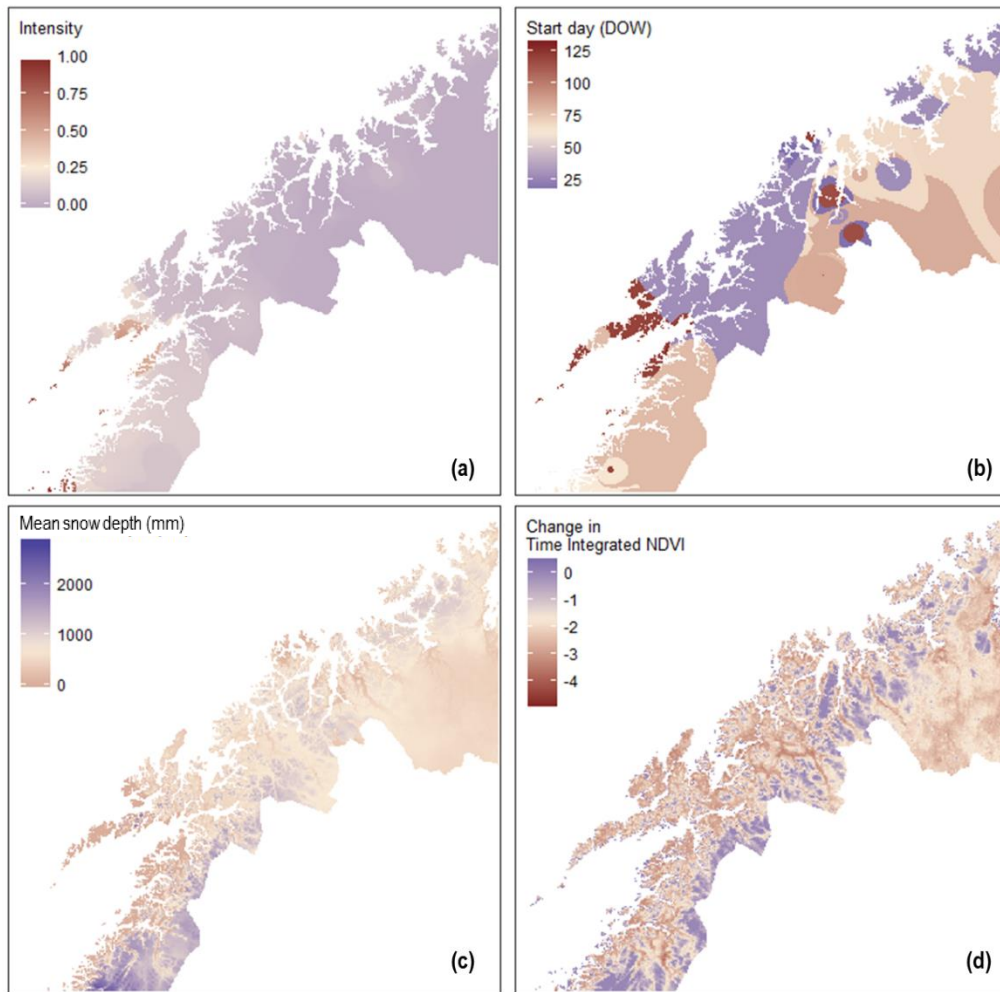 Intensity
1.00
0.75
0.50
0.25
0.00
(a)
Start day (DOW)
125
100
75
50
25
(b)
Mean snow depth (mm)
2000
1000
0
(c)
Change in
Time Integrated NDVI
0
-1
-2
-3
-4
(d)